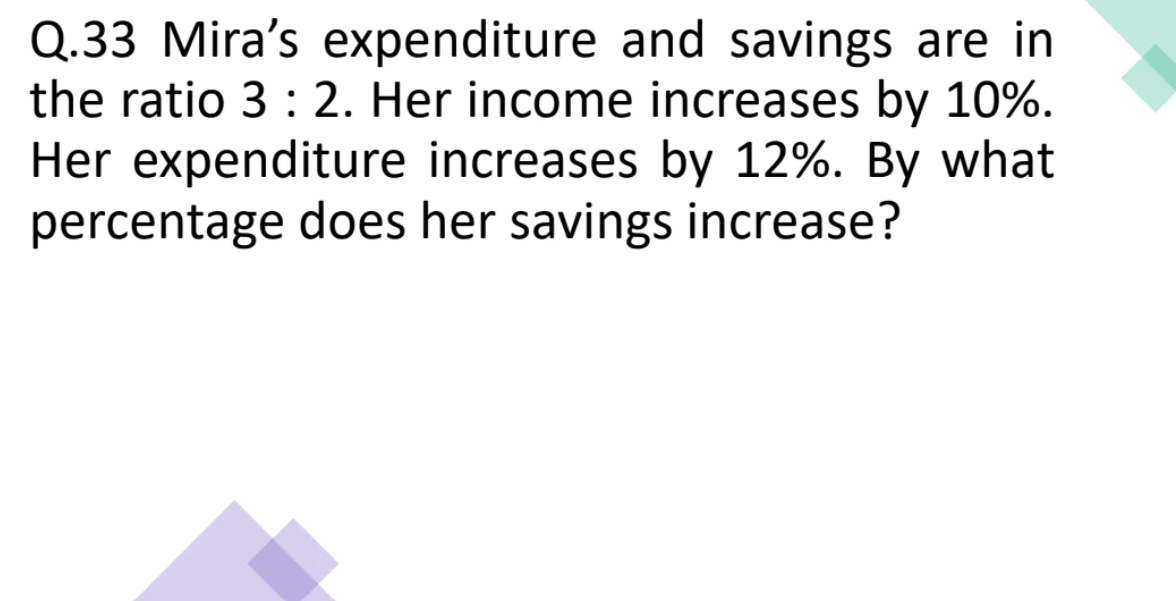 Q.33 Mira’s expenditure and savings are in
the ratio 3 : 2. Her income increases by 10%.
Her expenditure increases by 12%. By what
percentage does her savings increase?